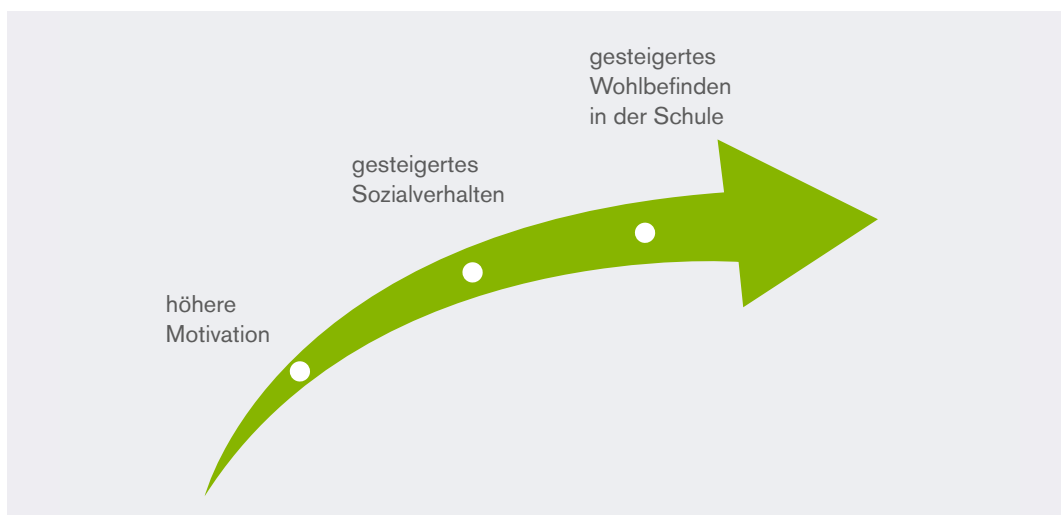 gesteigertes
Wohlbefinden
in der Schule
gesteigertes
Sozialverhalten
höhere
Motivation